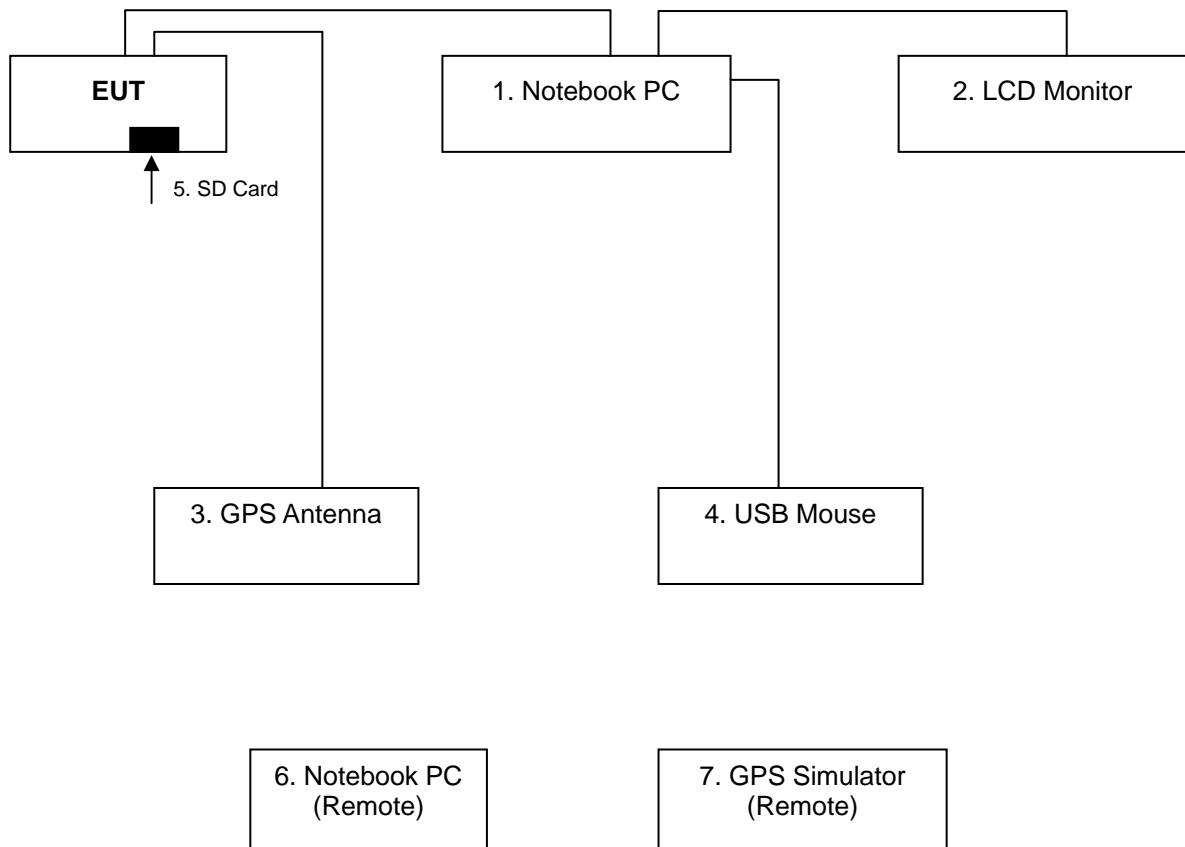 EUT
1. Notebook PC
2. LCD Monitor
5. SD Card
3. GPS Antenna
4. USB Mouse
6. Notebook PC
(Remote)
7. GPS Simulator
(Remote)